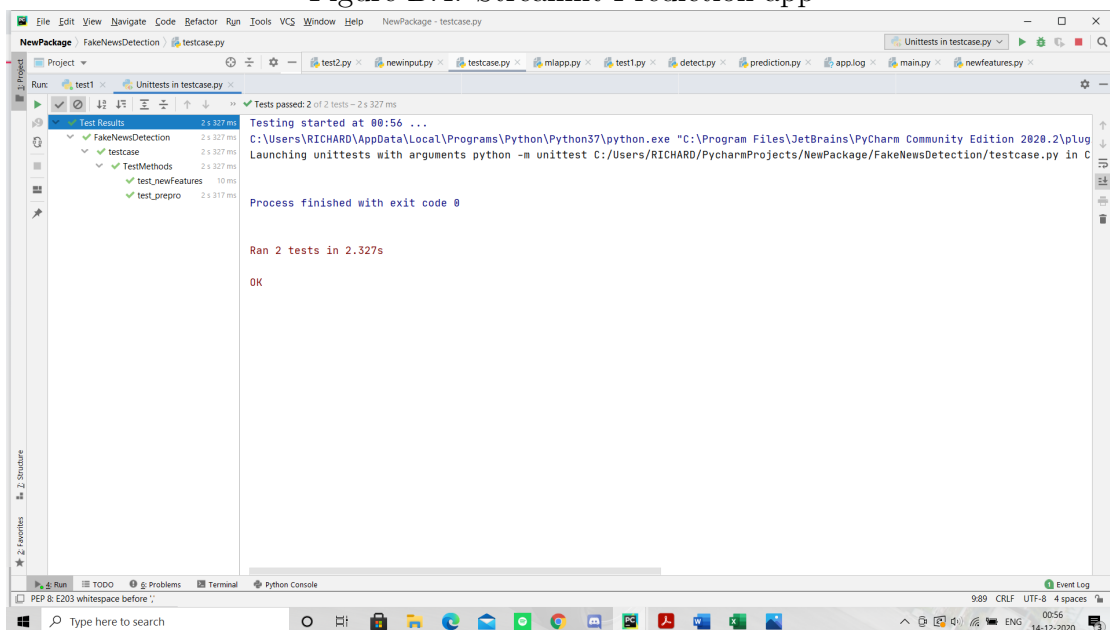 File Edit View Navigate Code Refactor Run Tools VCS Window Help NewPackage - testcase.py
NewPackage FakeNewsDetection testcase.py Unittests in testcase.py
Project test2.py newinput.py testcase.py mlapp.py test1.py detect.py prediction.py app.log main.py newfeatures.py
Run: test1 Unittests in testcase.py
Tests passed: 2 of 2 tests – 2 s 327 ms
Test Results 2 s 327 ms Testing started at 00:56 ...
FakeNewsDetection 2 s 327 ms C:\Users\RICHARD\AppData\Local\Programs\Python\Python37\python.exe "C:\Program Files\JetBrains\PyCharm Community Edition 2020.2\plug
testcase 2 s 327 ms Launching unittests with arguments python -m unittest C:/Users/RICHARD/PycharmProjects/NewPackage/FakeNewsDetection/testcase.py in C
TestMethods 2 s 327 ms
test_newFeatures 10 ms
test_prepro 2 s 317 ms
Process finished with exit code 0
Ran 2 tests in 2.327s
OK
1: Project
Z: Structure
2: Favorites
4: Run TODO 6: Problems Terminal Python Console 1 Event Log
PEP 8: E203 whitespace before ',' 9:89 CRLF UTF-8 4 spaces
Type here to search ENG 00:56
14-12-2020